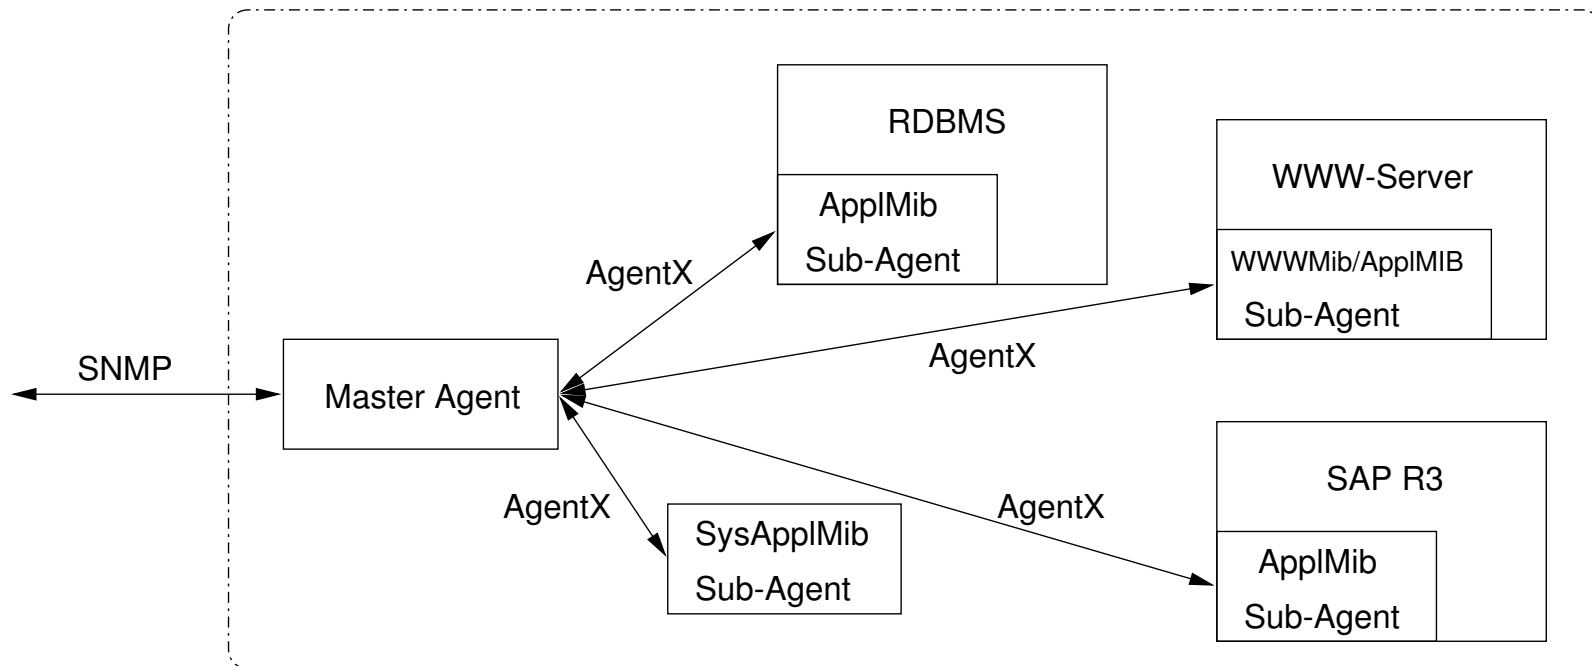 RDBMS
ApplMib
Sub-Agent
WWW-Server
WWWMib/ApplMIB
Sub-Agent
AgentX
AgentX
SNMP
Master Agent
AgentX
SysApplMib
Sub-Agent
AgentX
SAP R3
ApplMib
Sub-Agent